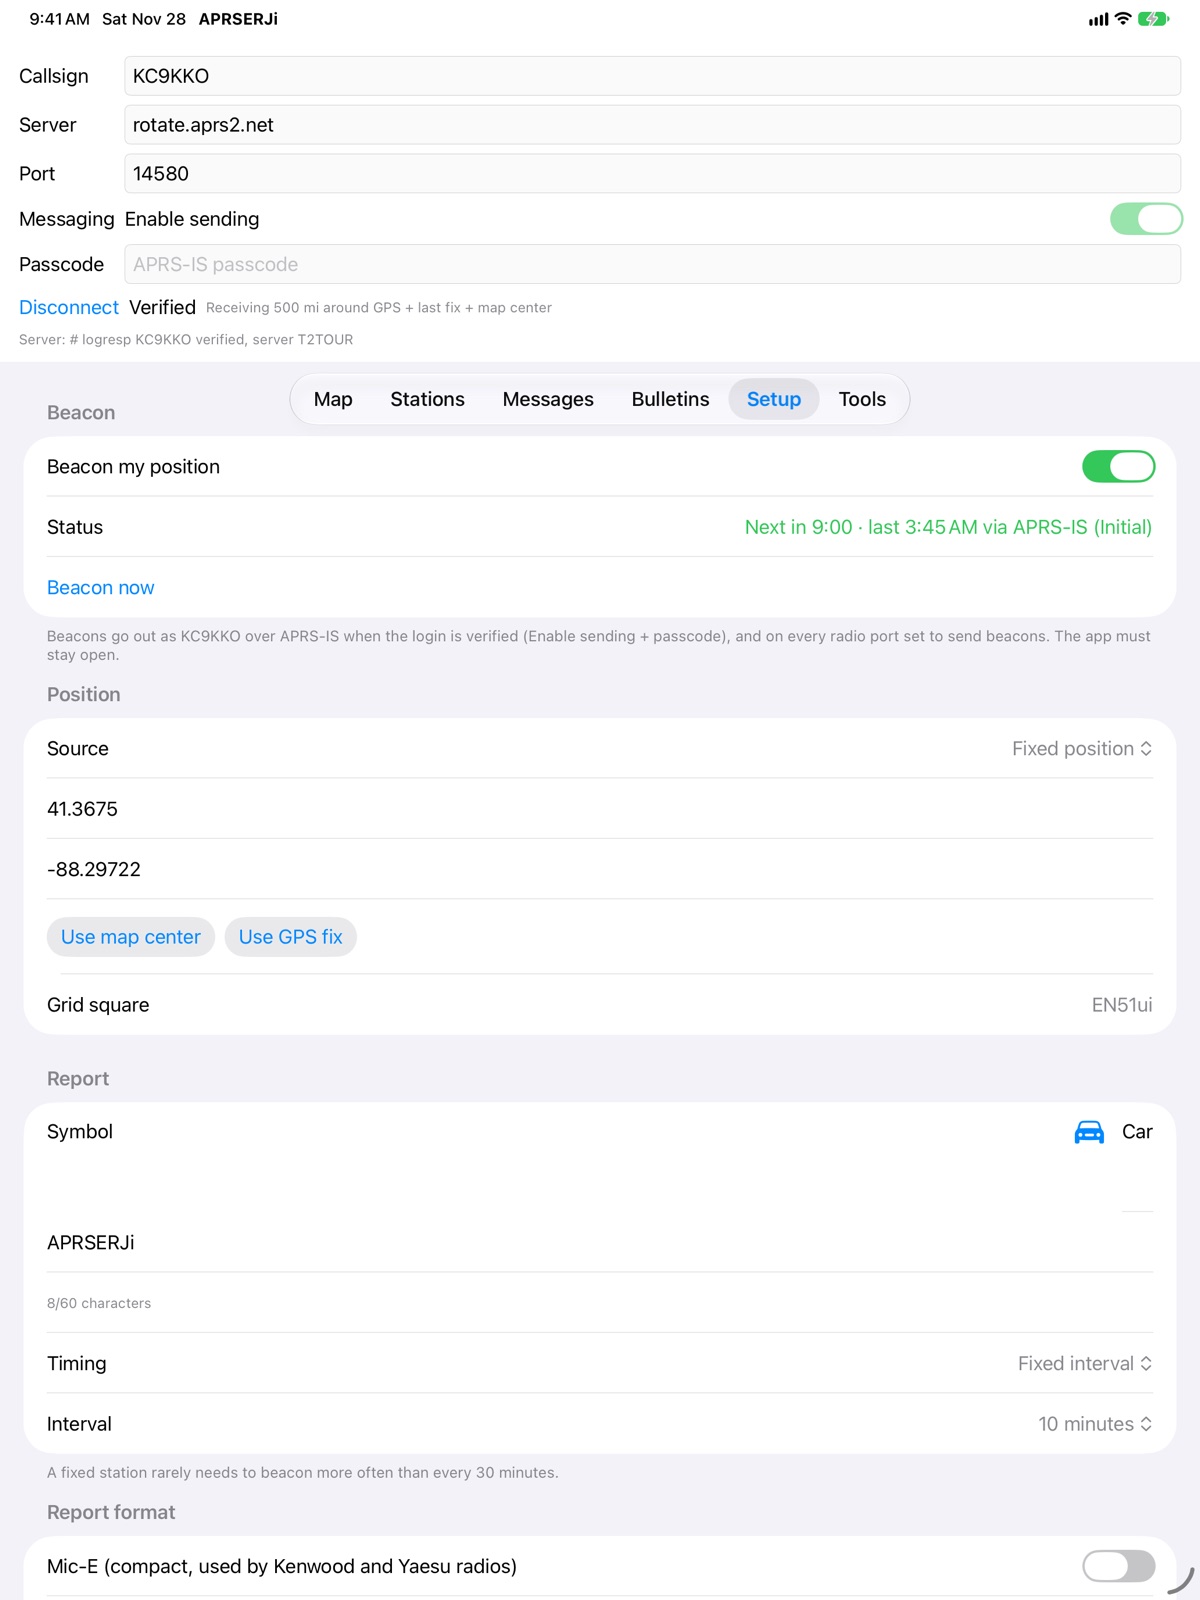 9:41 AM Sat Nov 28 APRSERJi
Callsign KC9KKO
Server rotate.aprs2.net
Port 14580
Messaging Enable sending
Passcode APRS-IS passcode
Disconnect Verified Receiving 500 mi around GPS + last fix + map center
Server: # logresp KC9KKO verified, server T2TOUR
Map Stations Messages Bulletins Setup Tools
Beacon
Beacon my position
Status Next in 9:00 · last 3:45 AM via APRS-IS (Initial)
Beacon now
Beacons go out as KC9KKO over APRS-IS when the login is verified (Enable sending + passcode), and on every radio port set to send beacons. The app must
stay open.
Position
Source Fixed position
41.3675
-88.29722
Use map center Use GPS fix
Grid square EN51ui
Report
Symbol Car
APRSERJi
8/60 characters
Timing Fixed interval
Interval 10 minutes
A fixed station rarely needs to beacon more often than every 30 minutes.
Report format
Mic-E (compact, used by Kenwood and Yaesu radios)